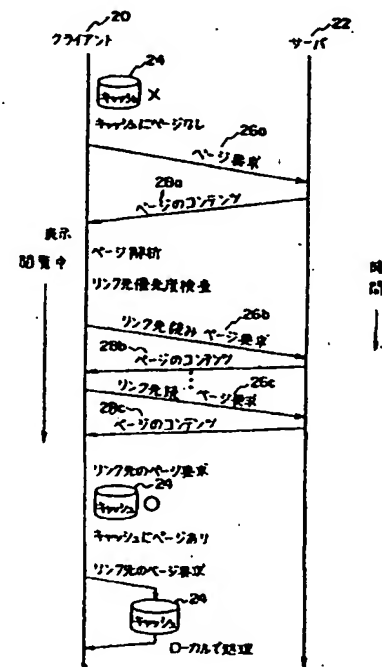 20
クライアント
22
サーバ
24
キャッシュ ×
キャッシュにページなし
26a
ページ要求
28a
ページのコンテンツ
表示
閲覧中
ページ解析
リンク先優先度検査
時
間
リンク先読み ページ要求
26b
28b
ページのコンテンツ
リンク先読 ページ要求
26c
28c
ページのコンテンツ
リンク先のページ要求
24
キャッシュ ○
キャッシュにページあり
リンク先のページ要求
24
キャッシュ
ローカルで処理